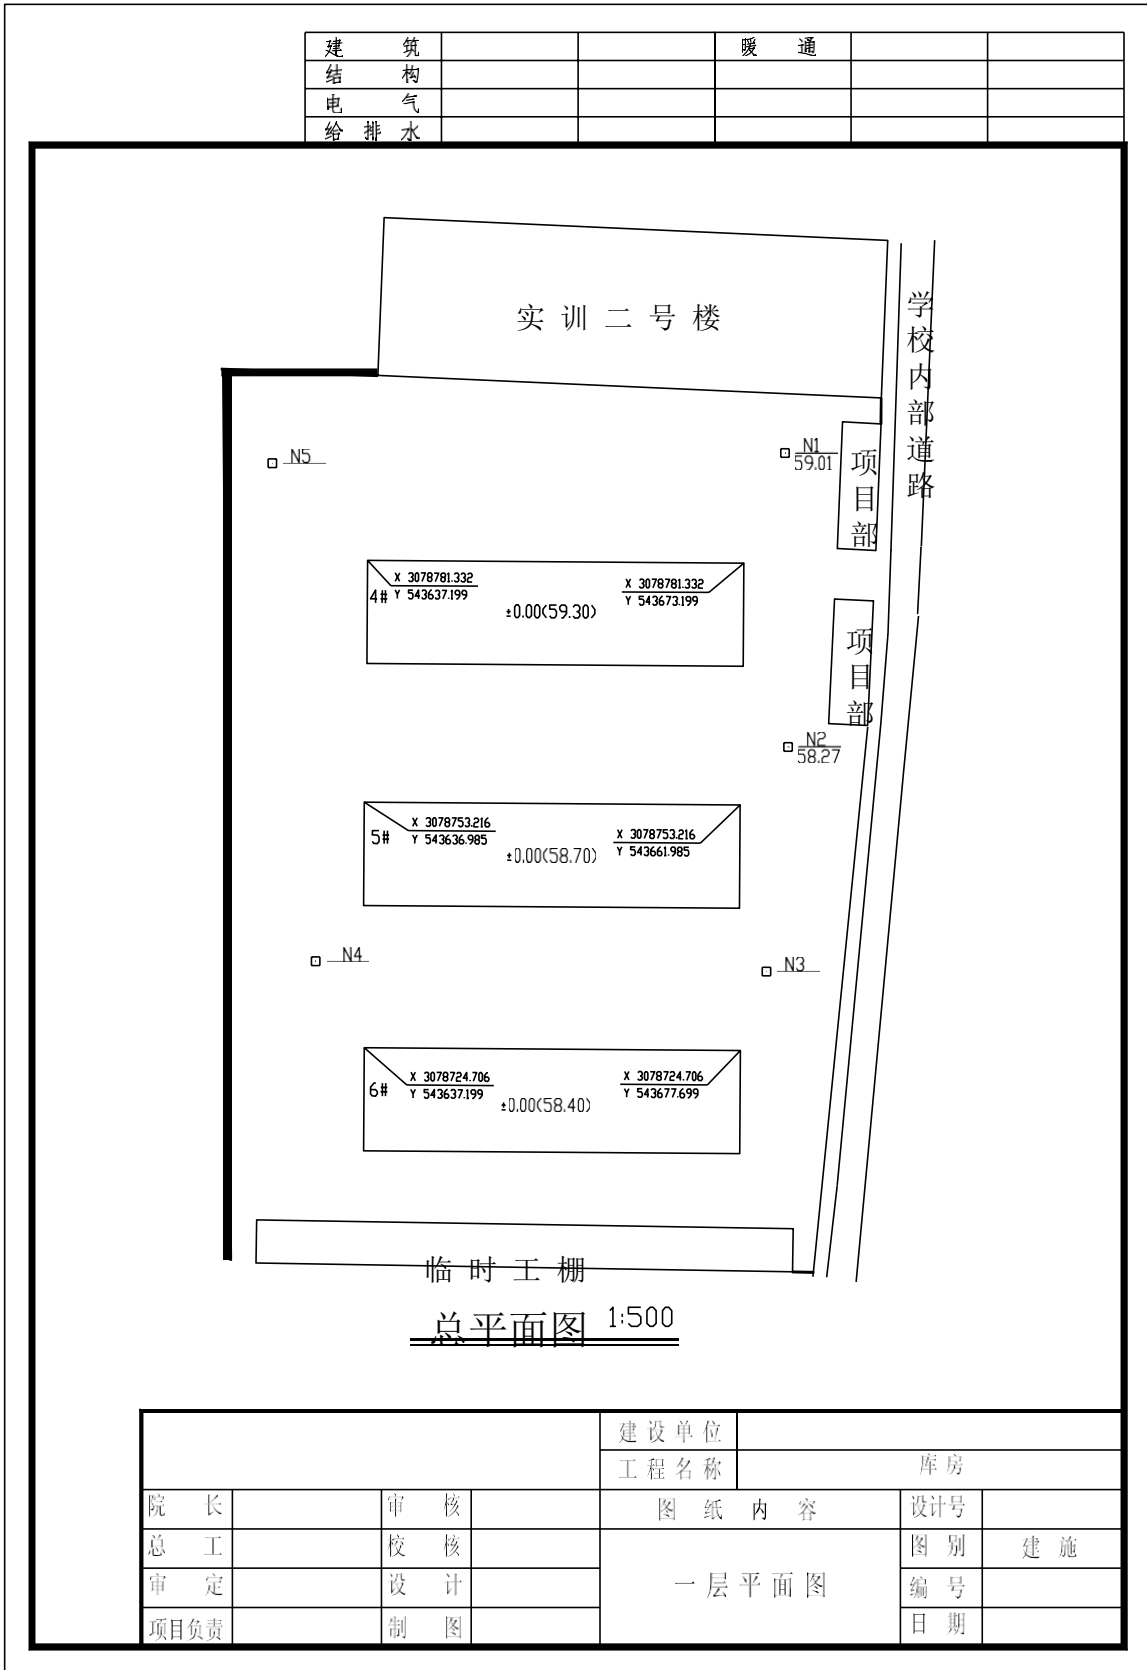 建 筑 暖 通
结 构
电 气
给 排 水
实 训 二 号 楼
学校内部道路
N5
N1
59.01
项目部
X 3078781.332
Y 543637.199
X 3078781.332
Y 543673.199
4#
±0.00(59.30)
项目部
N2
58.27
X 3078753.216
Y 543636.985
X 3078753.216
Y 543661.985
5#
±0.00(58.70)
N4
N3
X 3078724.706
Y 543637.199
X 3078724.706
Y 543677.699
6#
±0.00(58.40)
临 时 工 棚
总平面图 1:500
建 设 单 位
工 程 名 称 库 房
院 长 审 核 图 纸 内 容 设计号
总 工 校 核 图 别 建 施
审 定 设 计 一 层 平 面 图 编 号
项目负责 制 图 日 期